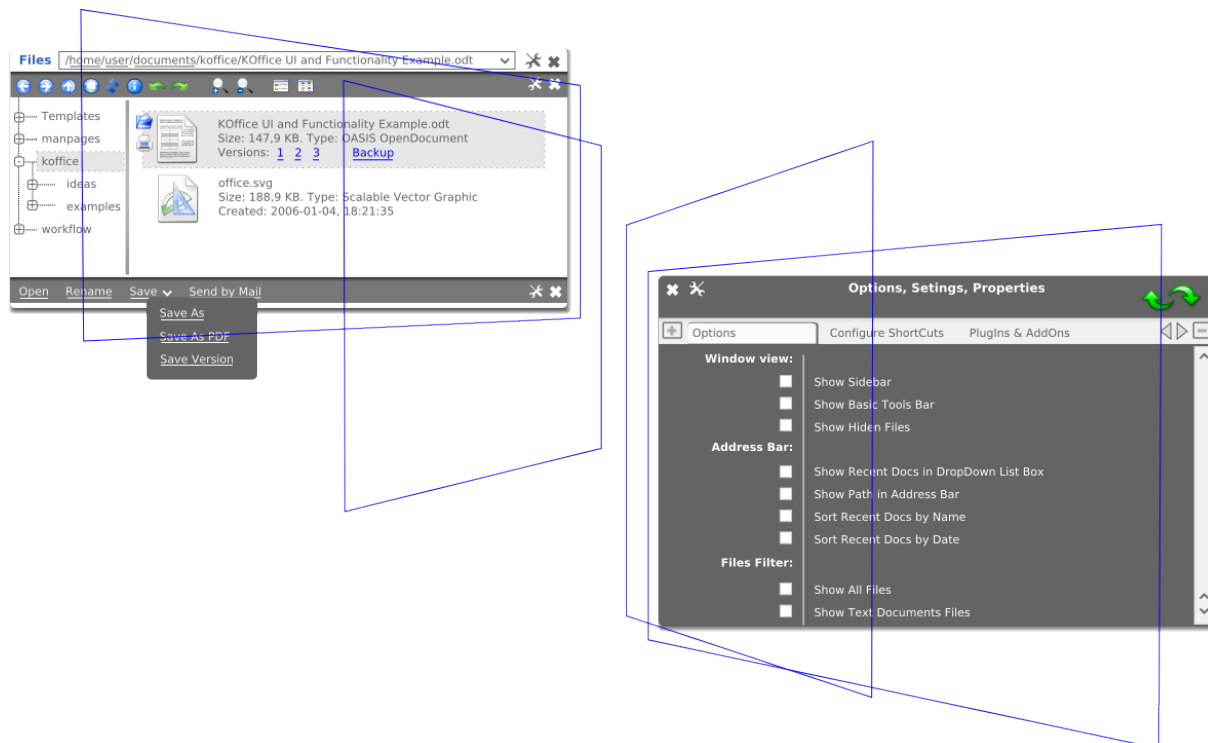 Files /home/user/documents/koffice/KOffice UI and Functionality Example.odt
Templates
manpages
koffice
ideas
examples
workflow
KOffice UI and Functionality Example.odt
Size: 147,9 KB. Type: OASIS OpenDocument
Versions: 1 2 3 Backup
office.svg
Size: 188,9 KB. Type: Scalable Vector Graphic
Created: 2006-01-04, 18:21:35
Open Rename Save Send by Mail
Save As
Save As PDF
Save Version
Options, Setings, Properties
Options Configure ShortCuts PlugIns & AddOns
Window view:
Show Sidebar
Show Basic Tools Bar
Show Hiden Files
Address Bar:
Show Recent Docs in DropDown List Box
Show Path in Address Bar
Sort Recent Docs by Name
Sort Recent Docs by Date
Files Filter:
Show All Files
Show Text Documents Files